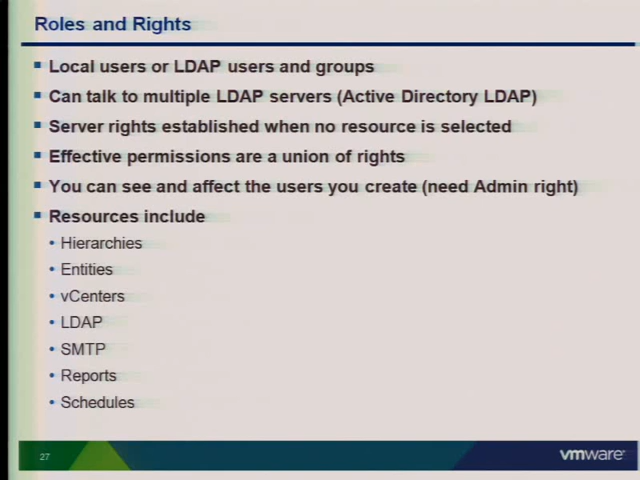 Roles and Rights
Local users or LDAP users and groups
Can talk to multiple LDAP servers (Active Directory LDAP)
Server rights established when no resource is selected
Effective permissions are a union of rights
You can see and affect the users you create (need Admin right)
Resources include
Hierarchies
Entities
vCenters
LDAP
SMTP
Reports
Schedules
27
vmware